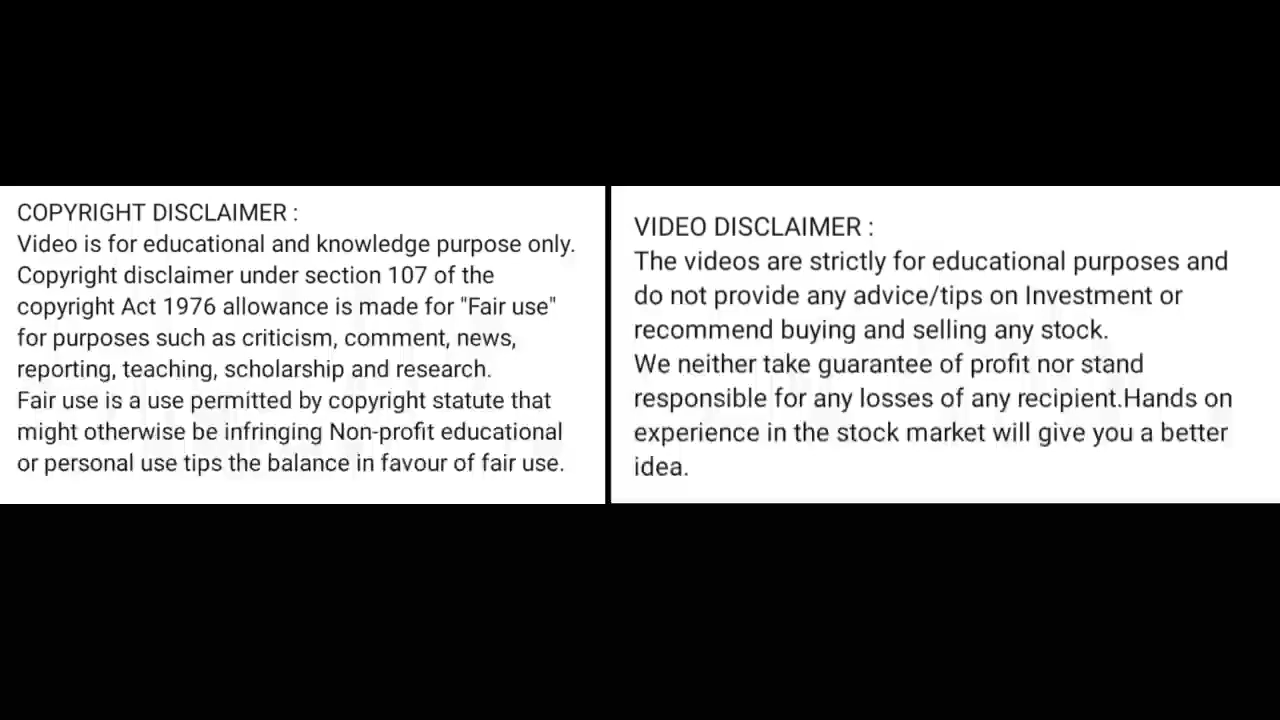 COPYRIGHT DISCLAIMER :
Video is for educational and knowledge purpose only.
Copyright disclaimer under section 107 of the
copyright Act 1976 allowance is made for "Fair use"
for purposes such as criticism, comment, news,
reporting, teaching, scholarship and research.
Fair use is a use permitted by copyright statute that
might otherwise be infringing Non-profit educational
or personal use tips the balance in favour of fair use.
VIDEO DISCLAIMER :
The videos are strictly for educational purposes and
do not provide any advice/tips on Investment or
recommend buying and selling any stock.
We neither take guarantee of profit nor stand
responsible for any losses of any recipient.Hands on
experience in the stock market will give you a better
idea.